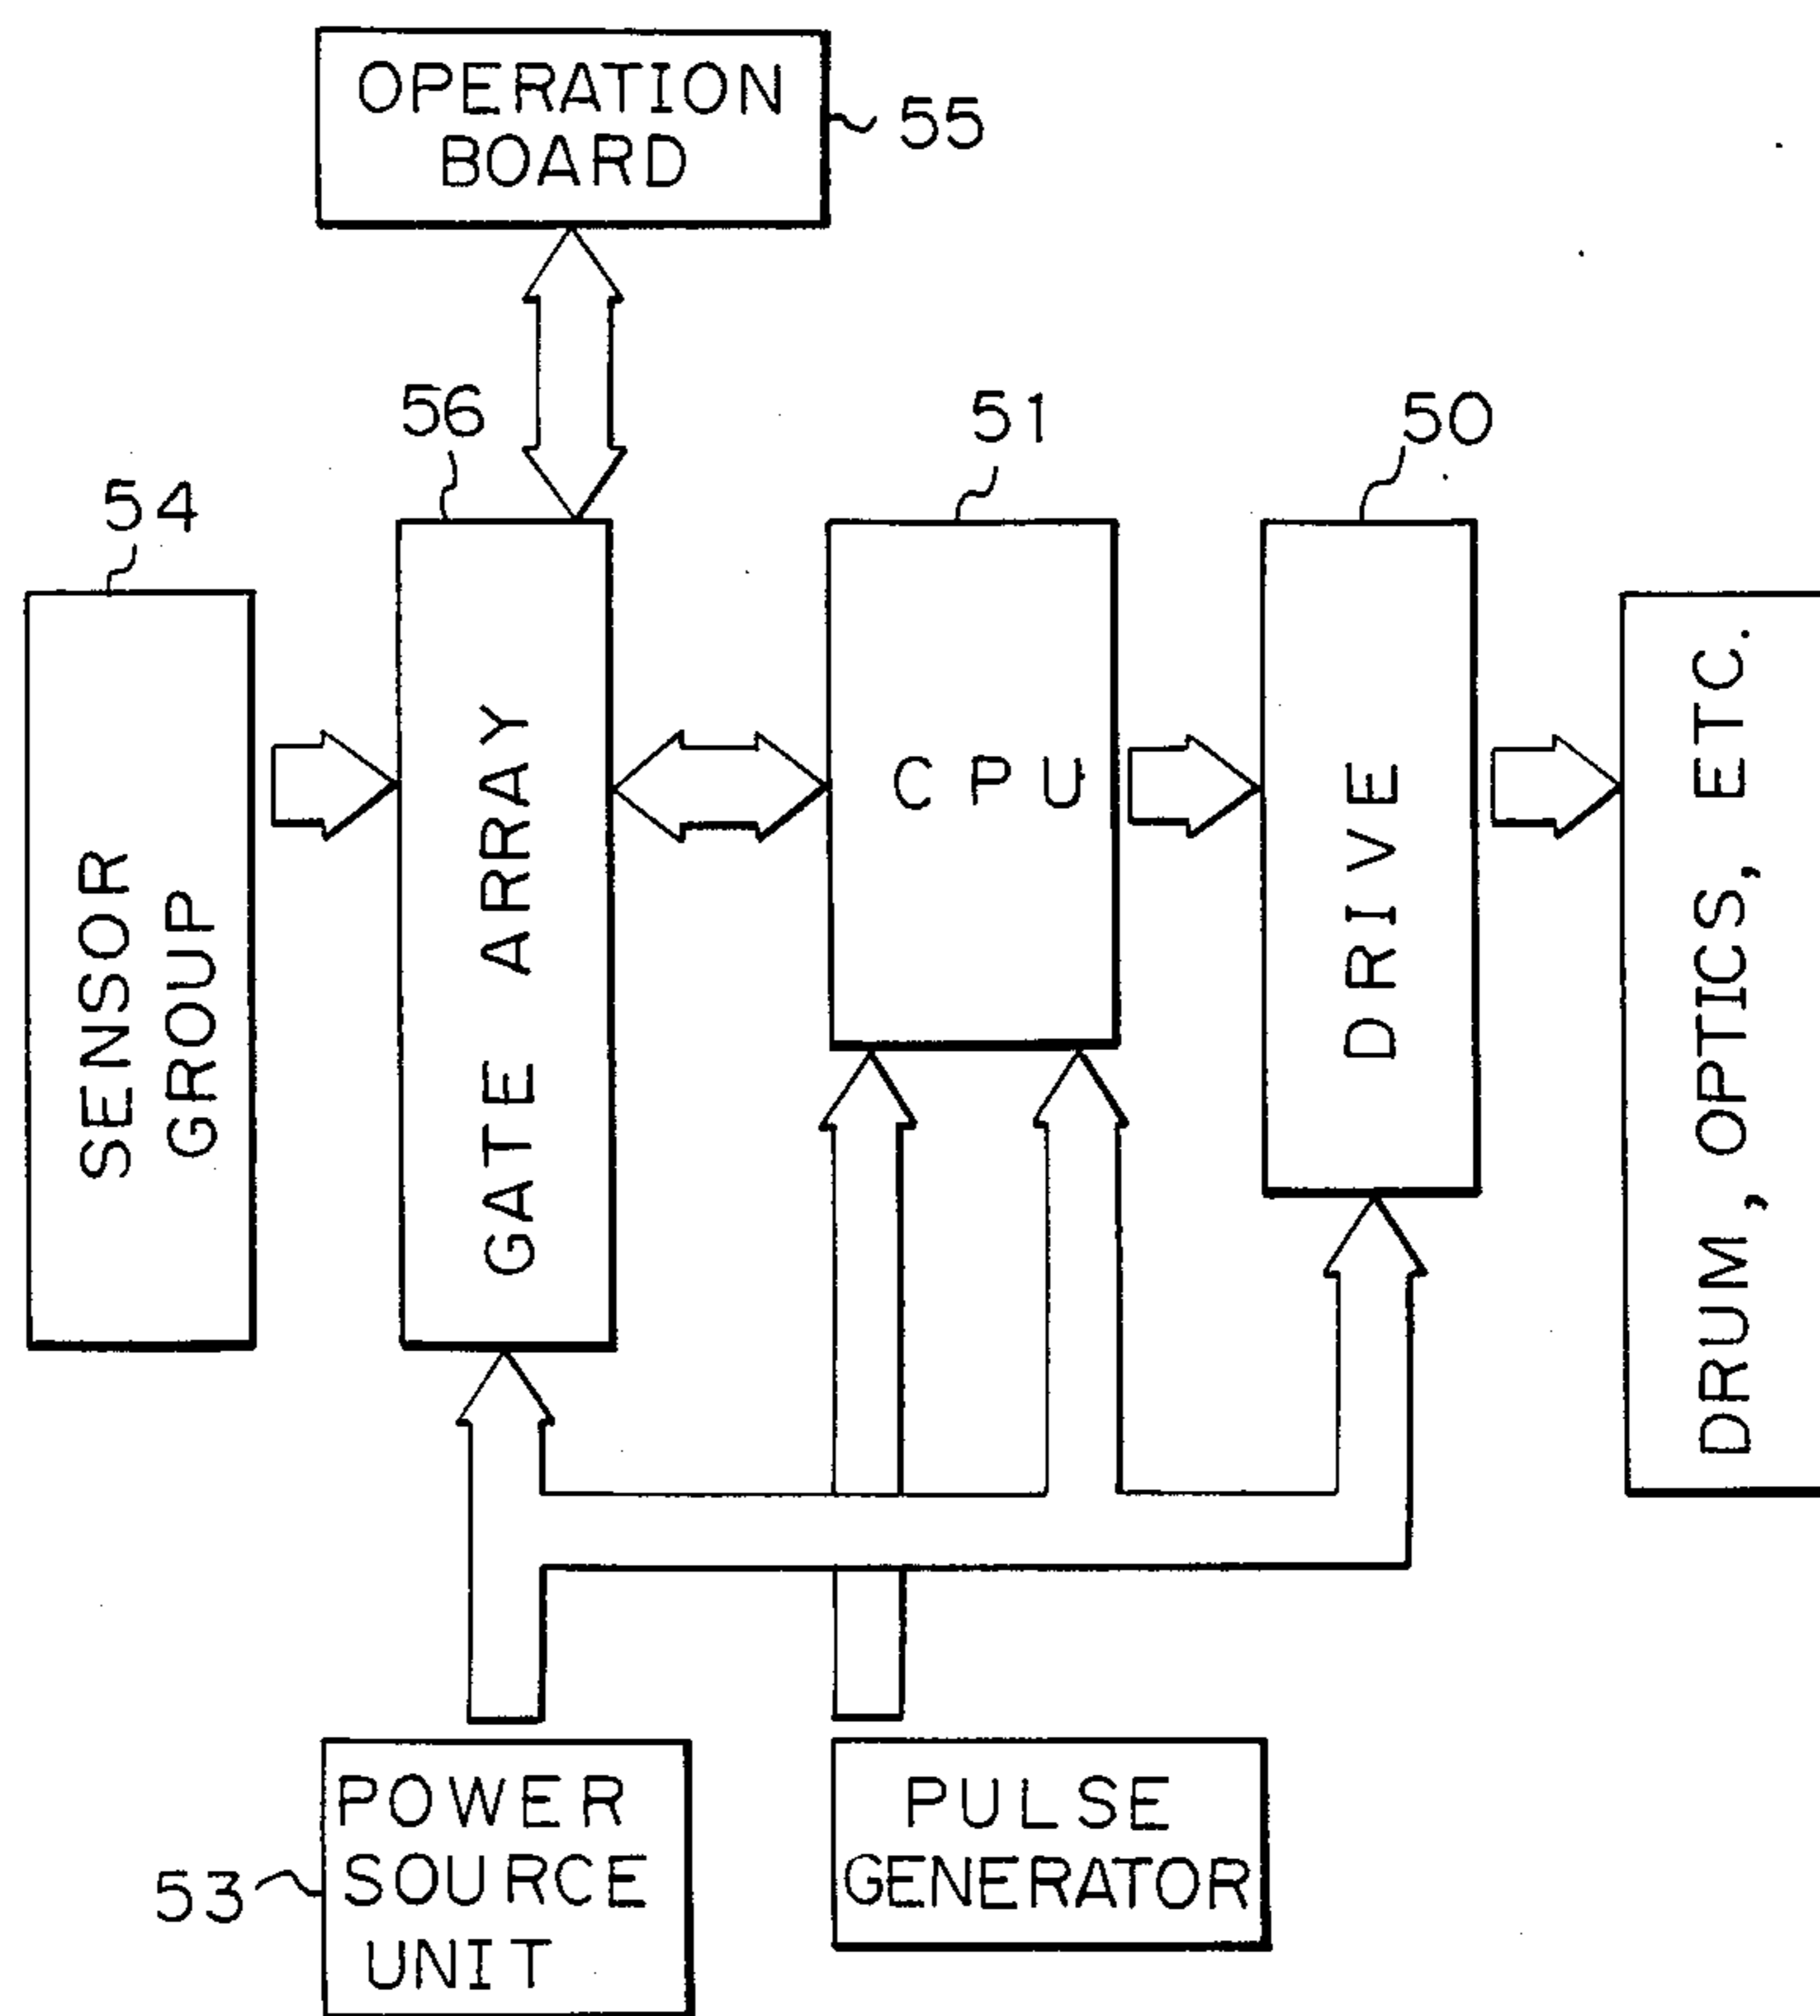 OPERATION
BOARD
55
56
51
50
54
SENSOR
GROUP
GATE ARRAY
CPU
DRIVE
DRUM, OPTICS, ETC.
POWER
SOURCE
UNIT
53
PULSE
GENERATOR